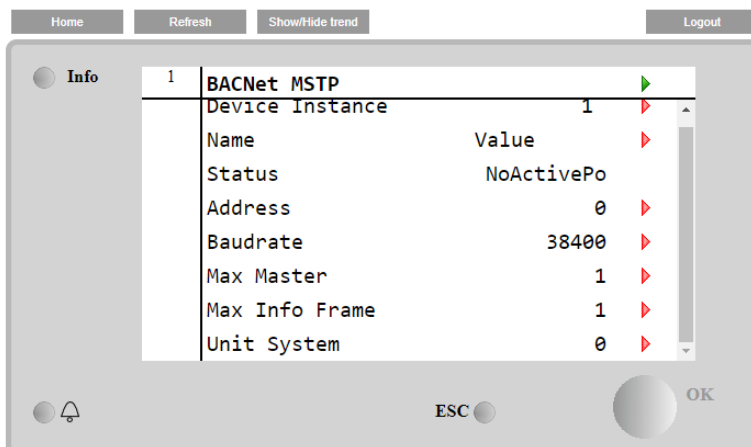 Home Refresh Show/Hide trend Logout
Info
1 BACNet MSTP
Device Instance 1
Name Value
Status NoActivePo
Address 0
Baudrate 38400
Max Master 1
Max Info Frame 1
Unit System 0
ESC OK